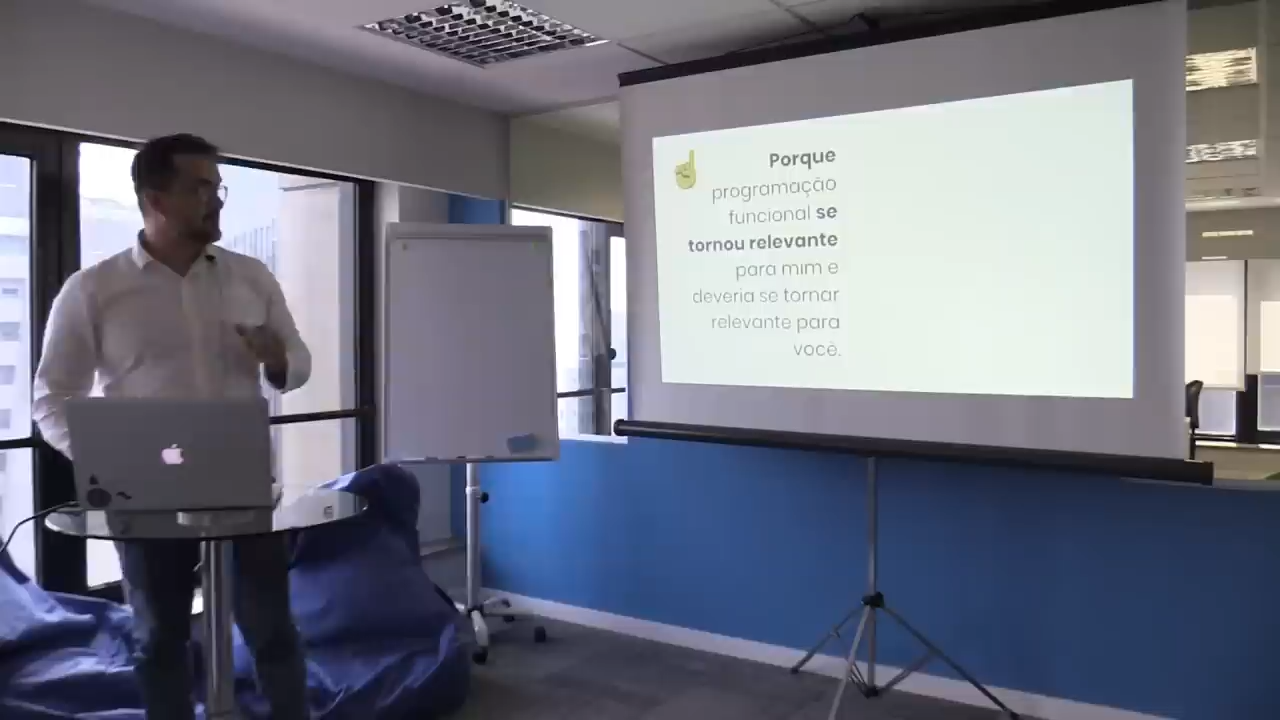 Porque
programação
funcional se
tornou relevante
para mim e
deveria se tornar
relevante para
você.